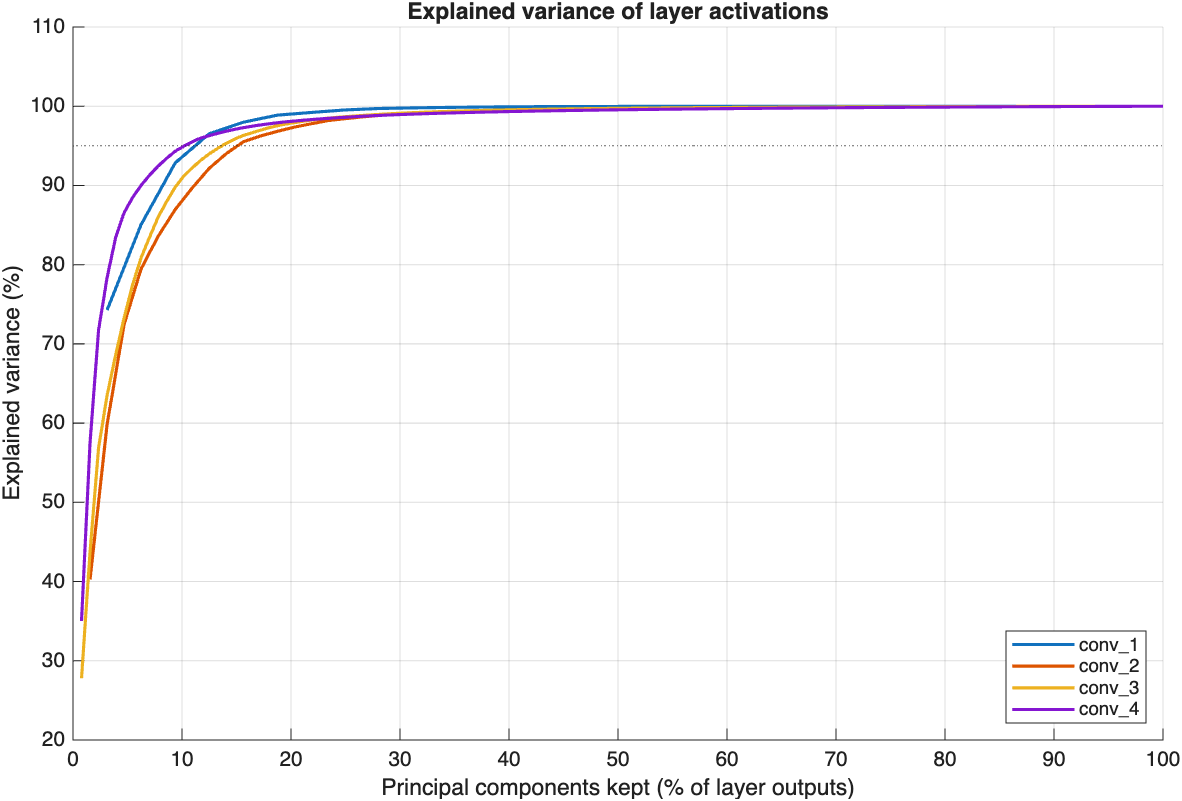 Explained variance of layer activations
110
100
90
80
70
60
50
40
30
20
Explained variance (%)
0 10 20 30 40 50 60 70 80 90 100
Principal components kept (% of layer outputs)
conv_1
conv_2
conv_3
conv_4